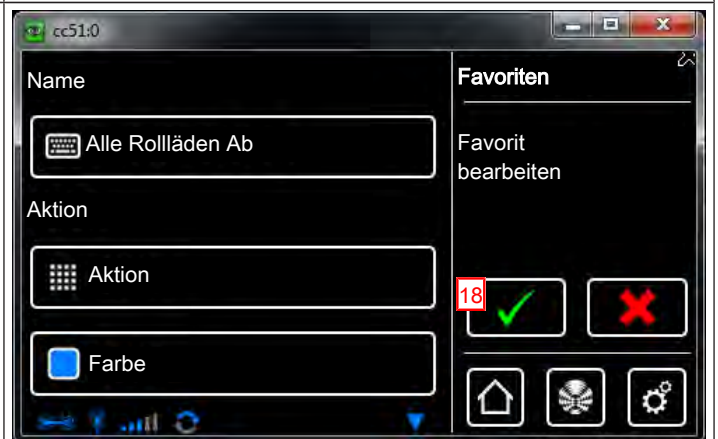 cc51:0
Name
Alle Rollläden Ab
Aktion
Aktion
Farbe
Favoriten
Favorit
bearbeiten
18